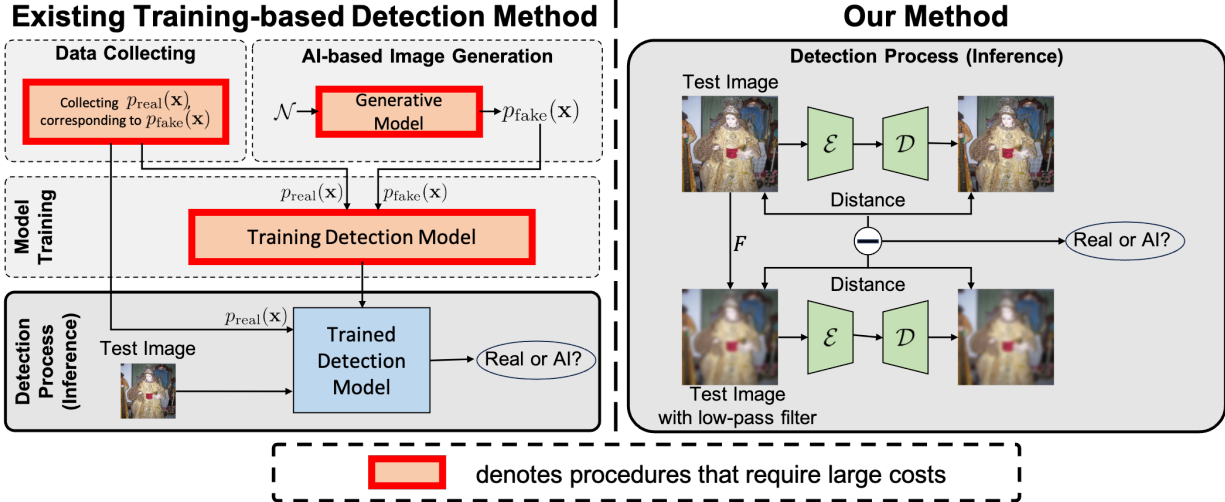 Existing Training-based Detection Method
Data Collecting
Collecting p_real(x),
corresponding to p_fake(x)
AI-based Image Generation
𝒩
Generative
Model
p_fake(x)
p_real(x)
p_fake(x)
Model
Training
Training Detection Model
Detection
Process
(Inference)
p_real(x)
Test Image
Trained
Detection
Model
Real or AI?
Our Method
Detection Process (Inference)
Test Image
ℰ
𝒟
Distance
F
Real or AI?
Distance
ℰ
𝒟
Test Image
with low-pass filter
denotes procedures that require large costs